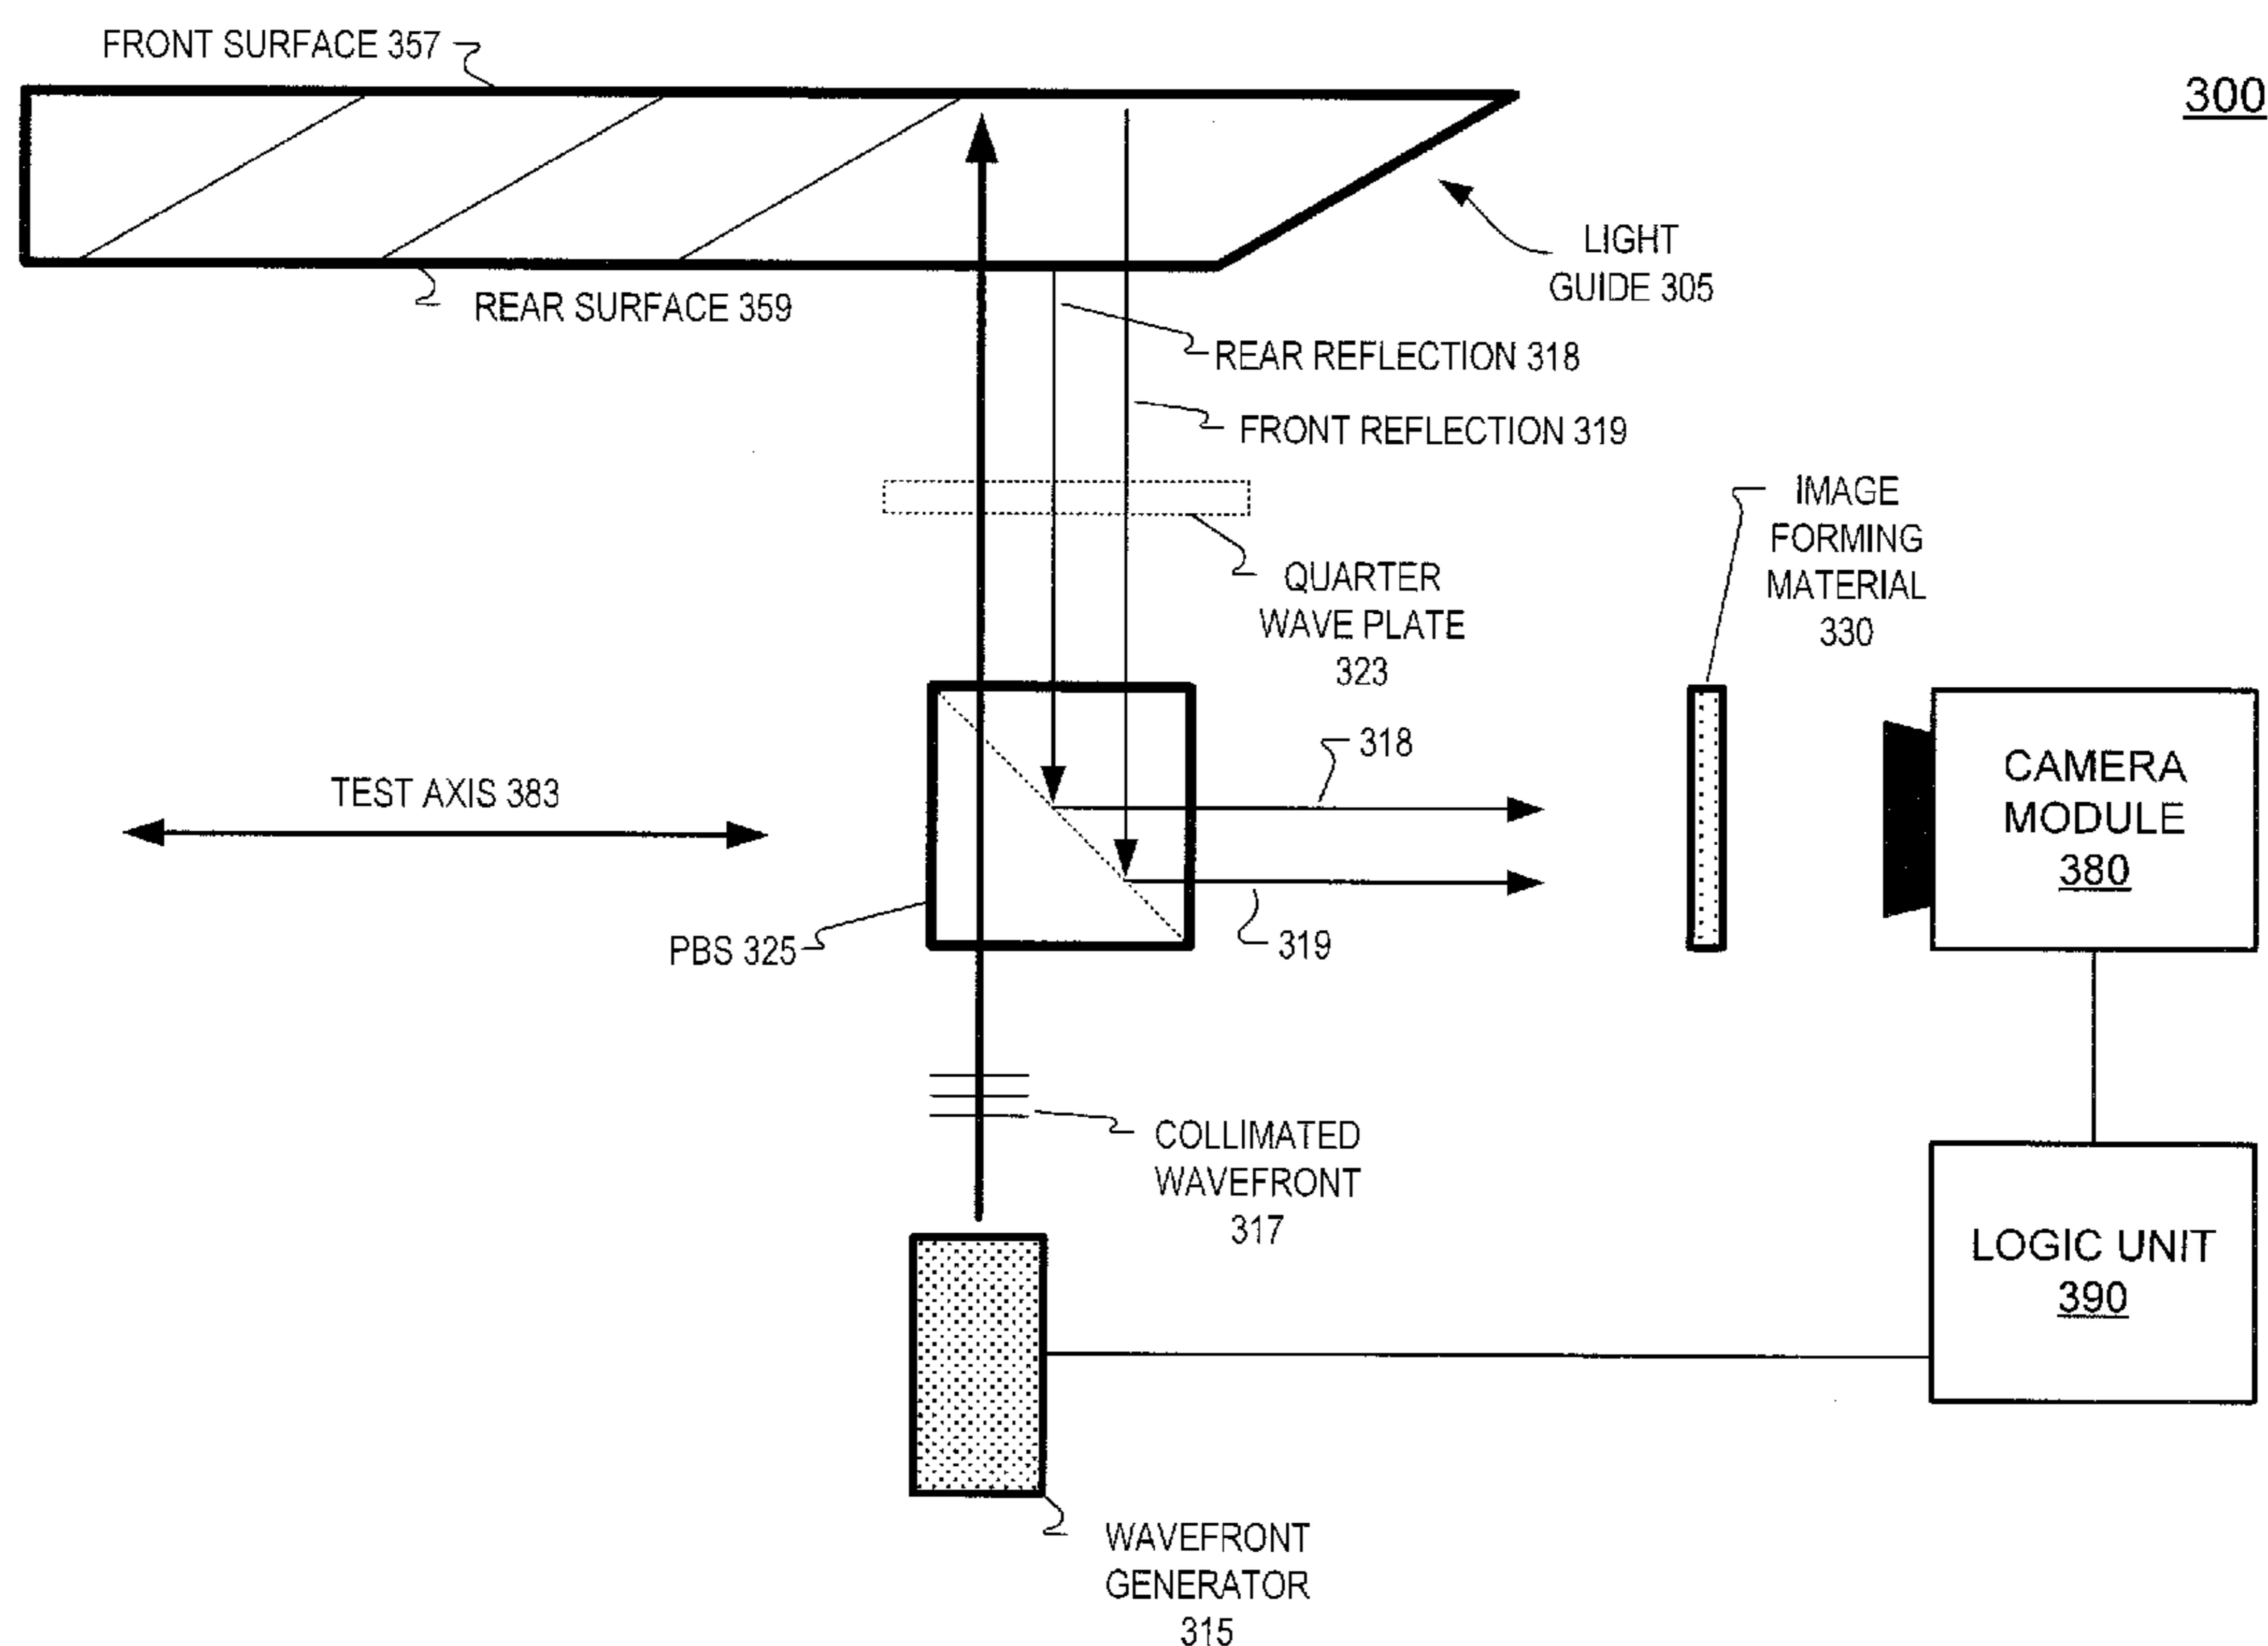 FRONT SURFACE 357
300
LIGHT
GUIDE 305
REAR SURFACE 359
REAR REFLECTION 318
FRONT REFLECTION 319
IMAGE
FORMING
MATERIAL
330
QUARTER
WAVE PLATE
323
318
TEST AXIS 383
CAMERA
MODULE
380
PBS 325
319
COLLIMATED
WAVEFRONT
317
LOGIC UNIT
390
WAVEFRONT
GENERATOR
315